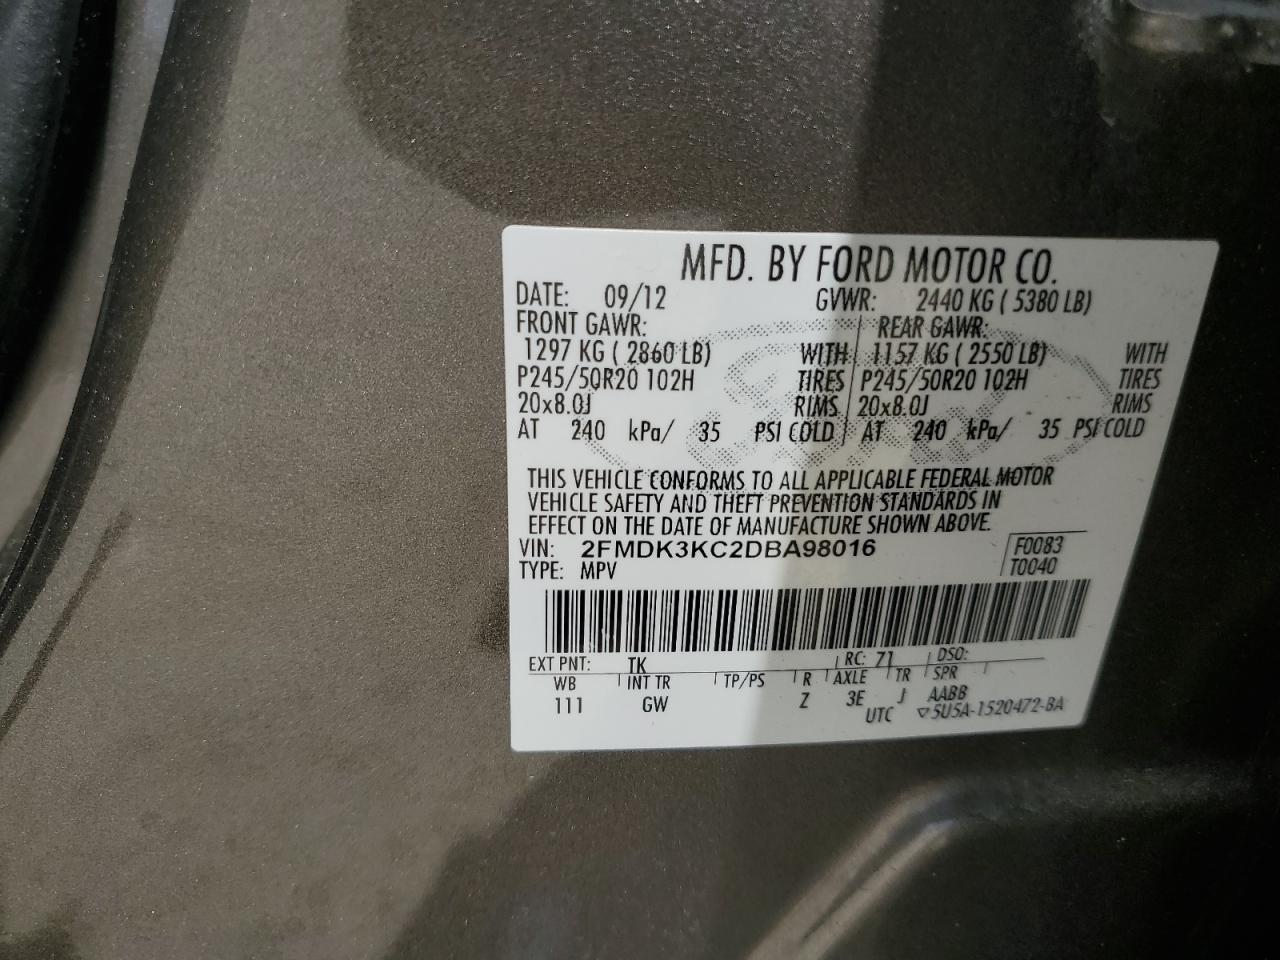 MFD. BY FORD MOTOR CO.
DATE: 09/12 GVWR: 2440 KG ( 5380 LB)
FRONT GAWR: REAR GAWR:
1297 KG ( 2860 LB) WITH 1157 KG ( 2550 LB) WITH
P245/50R20 102H TIRES P245/50R20 102H TIRES
20x8.0J RIMS 20x8.0J RIMS
AT 240 kPa/ 35 PSI COLD AT 240 kPa/ 35 PSI COLD
THIS VEHICLE CONFORMS TO ALL APPLICABLE FEDERAL MOTOR
VEHICLE SAFETY AND THEFT PREVENTION STANDARDS IN
EFFECT ON THE DATE OF MANUFACTURE SHOWN ABOVE.
VIN: 2FMDK3KC2DBA98016 F0083
TYPE: MPV T0040
EXT PNT: TK RC: 71 DSO:
WB INT TR TP/PS R AXLE TR SPR
111 GW Z 3E J AABB
UTC ▽5U5A-1520472-BA